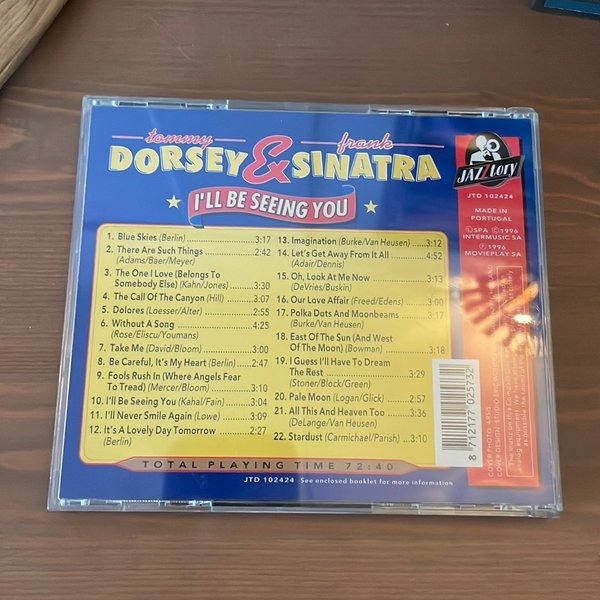 tommy frank
DORSEY & SINATRA
I'LL BE SEEING YOU
1. Blue Skies (Berlin) 3:17
2. There Are Such Things 2:42
(Adams/Baer/Meyer)
3. The One I Love (Belongs To
Somebody Else) (Kahn/Jones) 3:30
4. The Call Of The Canyon (Hill) 3:07
5. Dolores (Loesser/Alter) 2:55
6. Without A Song 4:25
(Rose/Eliscu/Youmans)
7. Take Me (David/Bloom) 3:00
8. Be Careful, It's My Heart (Berlin) 2:47
9. Fools Rush In (Where Angels Fear
To Tread) (Mercer/Bloom) 3:10
10. I'll Be Seeing You (Kahal/Fain) 3:04
11. I'll Never Smile Again (Lowe) 3:09
12. It's A Lovely Day Tomorrow 2:27
(Berlin)
13. Imagination (Burke/Van Heusen) 3:12
14. Let's Get Away From It All 4:52
(Adair/Dennis)
15. Oh, Look At Me Now 3:13
(DeVries/Buskin)
16. Our Love Affair (Freed/Edens) 3:00
17. Polka Dots And Moonbeams 3:17
(Burke/Van Heusen)
18. East Of The Sun (And West
Of The Moon) (Bowman) 3:18
19. I Guess I'll Have To Dream
The Rest 3:29
(Stoner/Block/Green)
20. Pale Moon (Logan/Glick) 2:57
21. All This And Heaven Too 3:36
(DeLange/Van Heusen)
22. Stardust (Carmichael/Parish) 3:10
TOTAL PLAYING TIME 72:40
JTD 102424 See enclosed booklet for more information
JAZZtory
JTD 102424
MADE IN
PORTUGAL
SPA © 1996
INTERMUSIC SA
Ⓟ 1996
MOVIEPLAY SA
8 712177 025732
COVER PHOTO:
COVER DESIGN: STUDIO